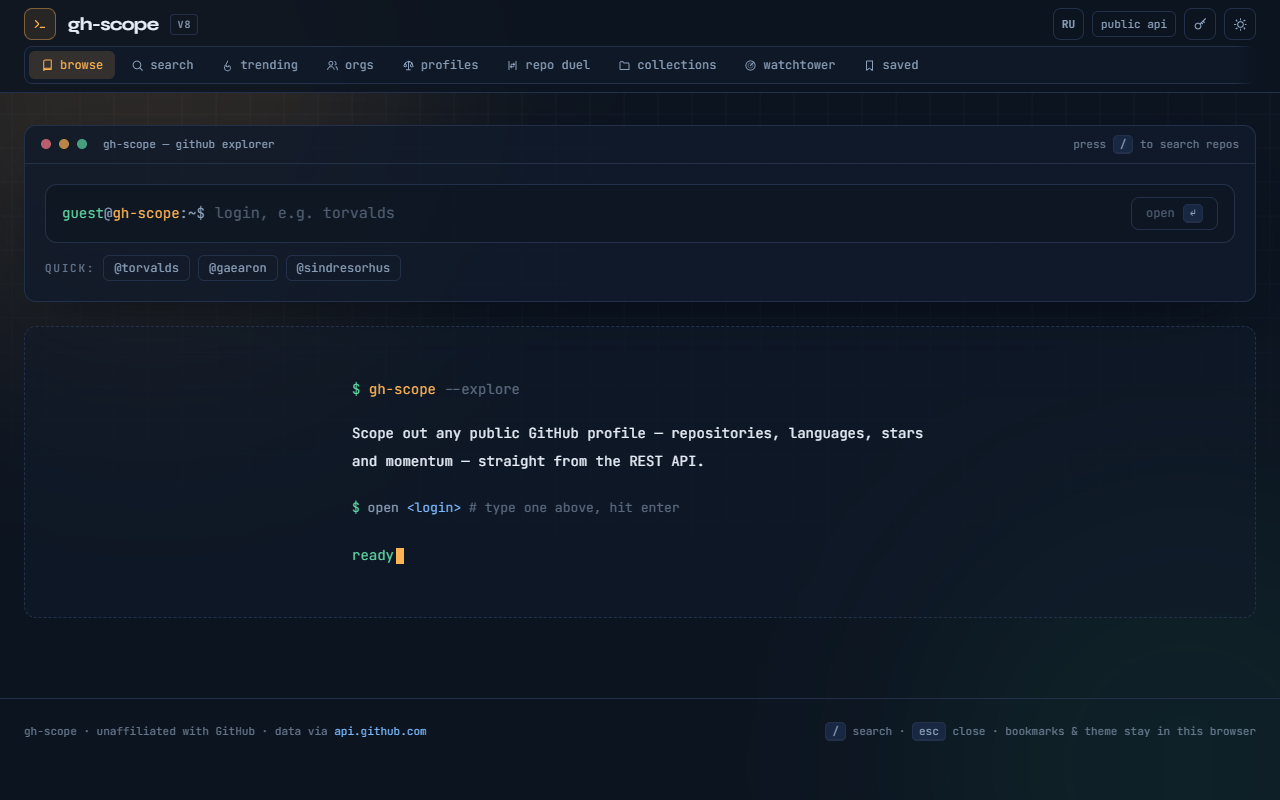 gh-scope V8
RU public api
browse search trending orgs profiles repo duel collections watchtower saved
gh-scope — github explorer
press / to search repos
guest@gh-scope:~$ login, e.g. torvalds
open ↵
QUICK: @torvalds @gaearon @sindresorhus
$ gh-scope --explore
Scope out any public GitHub profile — repositories, languages, stars
and momentum — straight from the REST API.
$ open <login> # type one above, hit enter
ready
gh-scope · unaffiliated with GitHub · data via api.github.com
/ search · esc close · bookmarks & theme stay in this browser